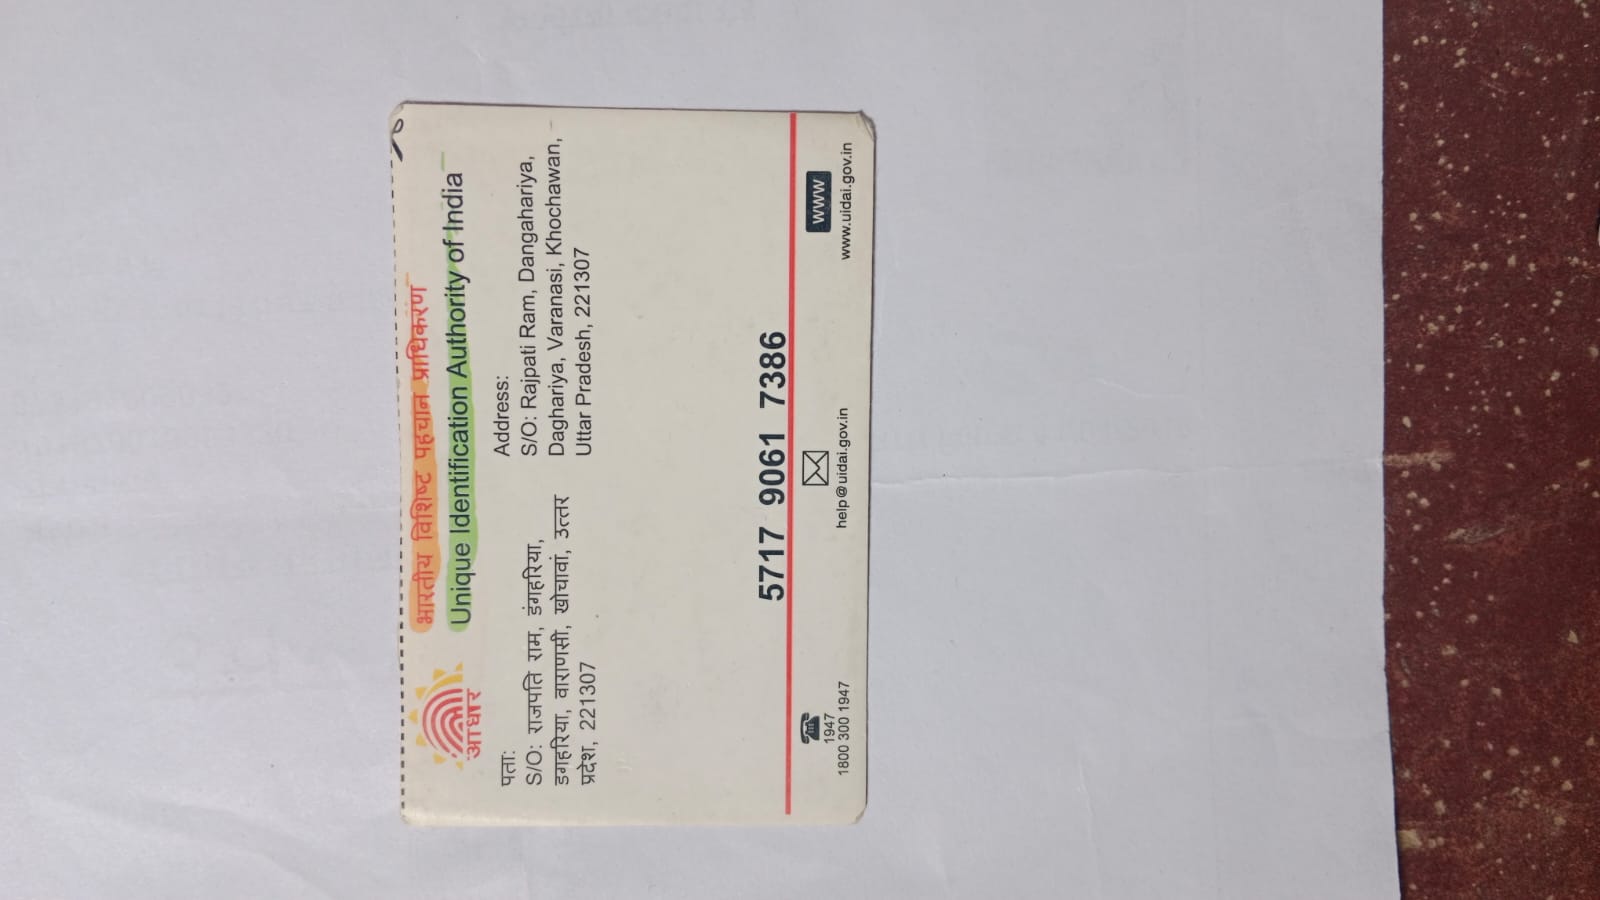 भारतीय विशिष्ट पहचान प्राधिकरण
Unique Identification Authority of India
आधार
पता:
S/O: राजपति राम, डंगहरिया,
डगहरिया, वाराणसी, खोचावां, उत्तर
प्रदेश, 221307
Address:
S/O: Rajpati Ram, Dangahariya,
Daghariya, Varanasi, Khochawan,
Uttar Pradesh, 221307
5717 9061 7386
1947
1800 300 1947
help@uidai.gov.in
WWW
www.uidai.gov.in